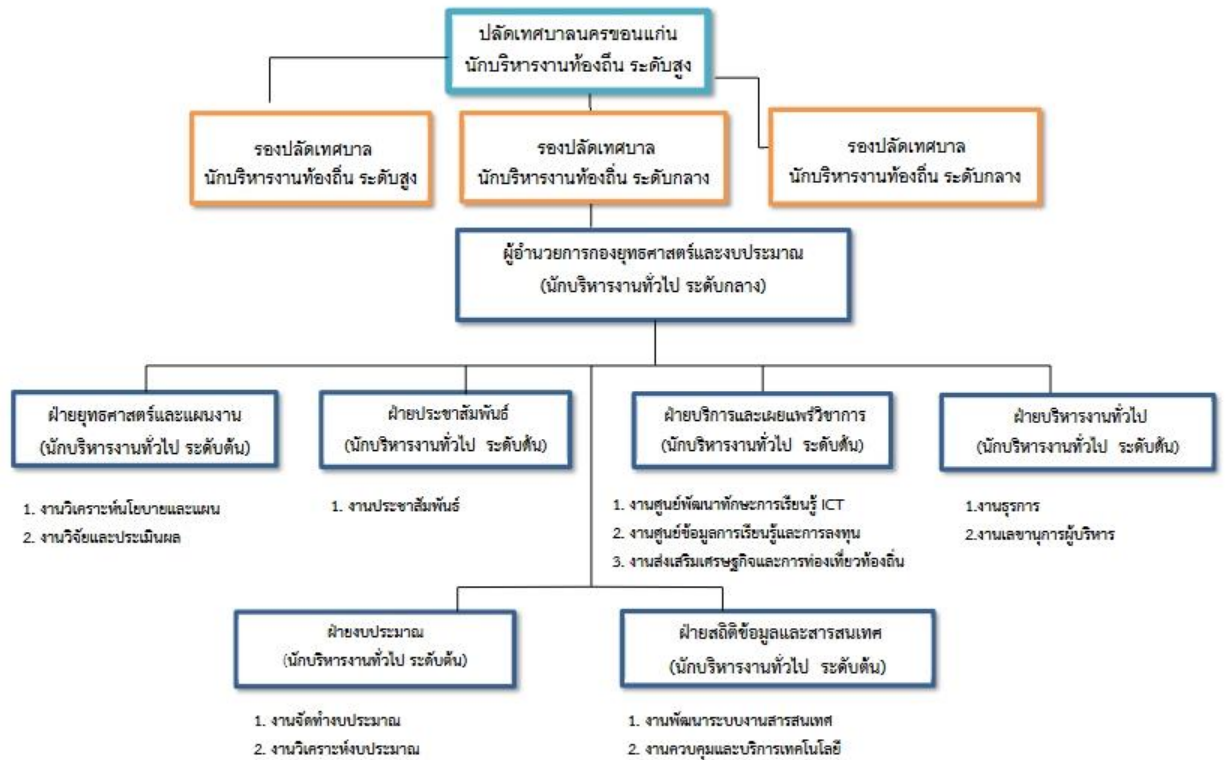 ปลัดเทศบาลนครขอนแก่น
นักบริหารงานท้องถิ่น ระดับสูง
รองปลัดเทศบาล
นักบริหารงานท้องถิ่น ระดับสูง
รองปลัดเทศบาล
นักบริหารงานท้องถิ่น ระดับกลาง
รองปลัดเทศบาล
นักบริหารงานท้องถิ่น ระดับกลาง
ผู้อำนวยการกองยุทธศาสตร์และงบประมาณ
(นักบริหารงานทั่วไป ระดับกลาง)
ฝ่ายยุทธศาสตร์และแผนงาน
(นักบริหารงานทั่วไป ระดับต้น)
1. งานวิเคราะห์นโยบายและแผน
2. งานวิจัยและประเมินผล
ฝ่ายประชาสัมพันธ์
(นักบริหารงานทั่วไป ระดับต้น)
1. งานประชาสัมพันธ์
ฝ่ายบริการและเผยแพร่วิชาการ
(นักบริหารงานทั่วไป ระดับต้น)
1. งานศูนย์พัฒนาทักษะการเรียนรู้ ICT
2. งานศูนย์ข้อมูลการเรียนรู้และการลงทุน
3. งานส่งเสริมเศรษฐกิจและการท่องเที่ยวท้องถิ่น
ฝ่ายบริหารงานทั่วไป
(นักบริหารงานทั่วไป ระดับต้น)
1.งานธุรการ
2.งานเลขานุการผู้บริหาร
ฝ่ายงบประมาณ
(นักบริหารงานทั่วไป ระดับต้น)
1. งานจัดทำงบประมาณ
2. งานวิเคราะห์งบประมาณ
ฝ่ายสถิติข้อมูลและสารสนเทศ
(นักบริหารงานทั่วไป ระดับต้น)
1. งานพัฒนาระบบงานสารสนเทศ
2. งานควบคุมและบริการเทคโนโลยี